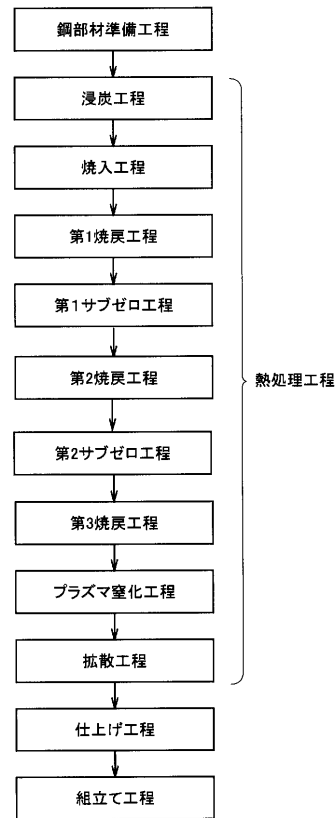 鋼部材準備工程
浸炭工程
焼入工程
第1焼戻工程
第1サブゼロ工程
第2焼戻工程
第2サブゼロ工程
第3焼戻工程
プラズマ窒化工程
拡散工程
熱処理工程
仕上げ工程
組立て工程